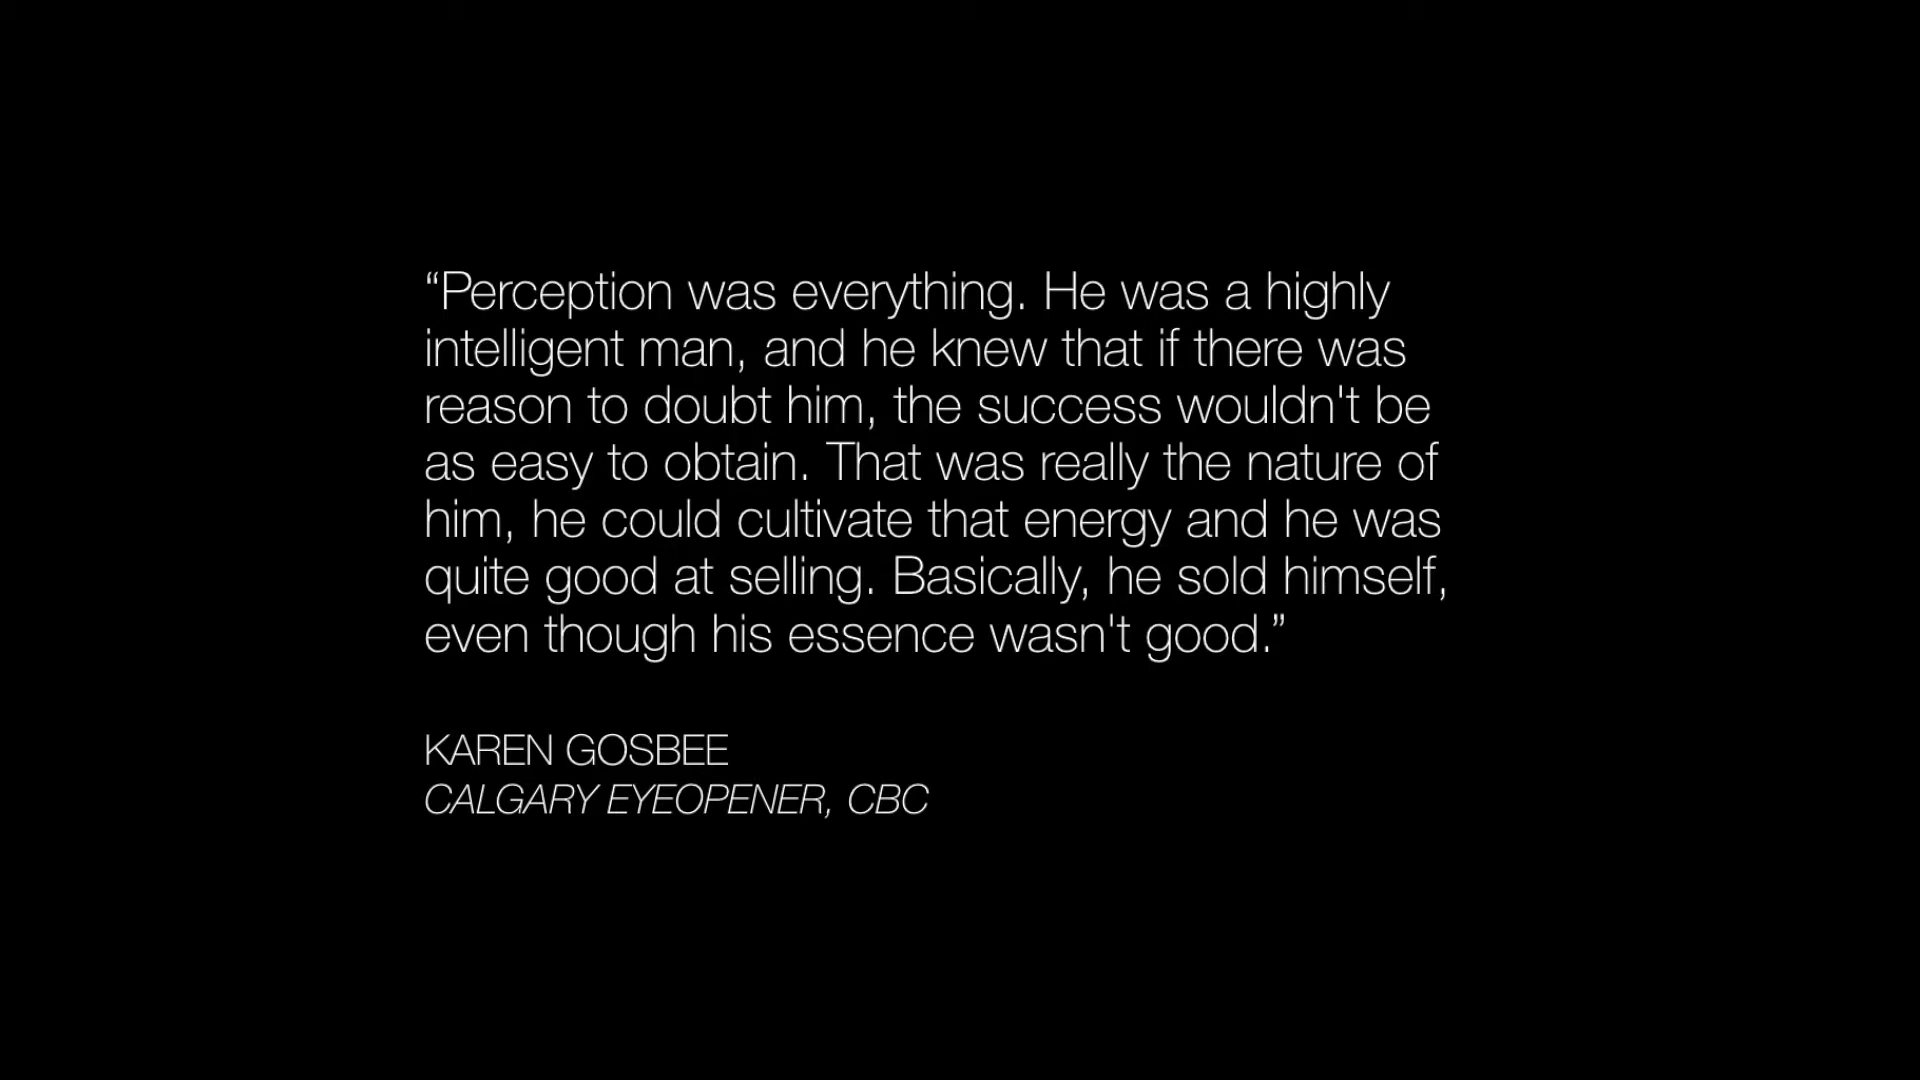 “Perception was everything. He was a highly
intelligent man, and he knew that if there was
reason to doubt him, the success wouldn't be
as easy to obtain. That was really the nature of
him, he could cultivate that energy and he was
quite good at selling. Basically, he sold himself,
even though his essence wasn't good.”
KAREN GOSBEE
CALGARY EYEOPENER, CBC